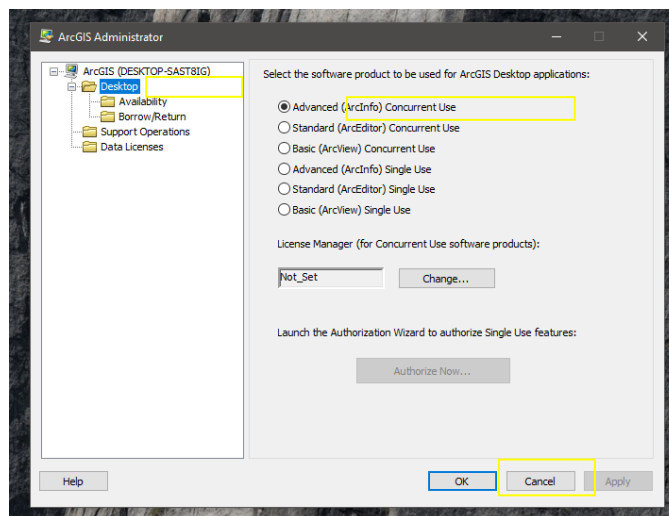 ArcGIS Administrator
ArcGIS (DESKTOP-SAST8IG)
Desktop
Availability
Borrow/Return
Support Operations
Data Licenses
Select the software product to be used for ArcGIS Desktop applications:
Advanced (ArcInfo) Concurrent Use
Standard (ArcEditor) Concurrent Use
Basic (ArcView) Concurrent Use
Advanced (ArcInfo) Single Use
Standard (ArcEditor) Single Use
Basic (ArcView) Single Use
License Manager (for Concurrent Use software products):
Not_Set
Change...
Launch the Authorization Wizard to authorize Single Use features:
Authorize Now...
Help
OK
Cancel
Apply